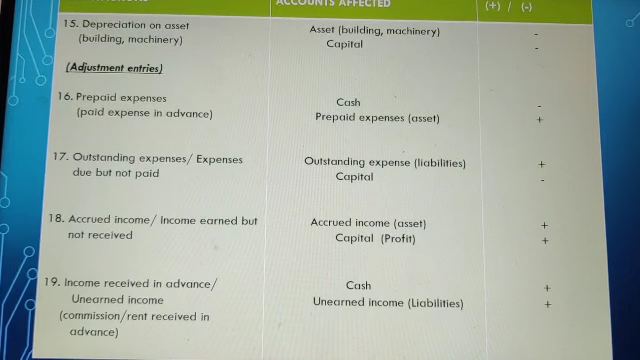 ACCOUNTS AFFECTED (+) / (-)
15. Depreciation on asset Asset (building, machinery) -
(building, machinery) Capital -
(Adjustment entries)
16. Prepaid expenses Cash -
(paid expense in advance) Prepaid expenses (asset) +
17. Outstanding expenses/ Expenses Outstanding expense (liabilities) +
due but not paid Capital -
18. Accrued income/ Income earned but Accrued income (asset) +
not received Capital (Profit) +
19. Income received in advance/ Cash +
Unearned income Unearned income (Liabilities) +
(commission/rent received in
advance)